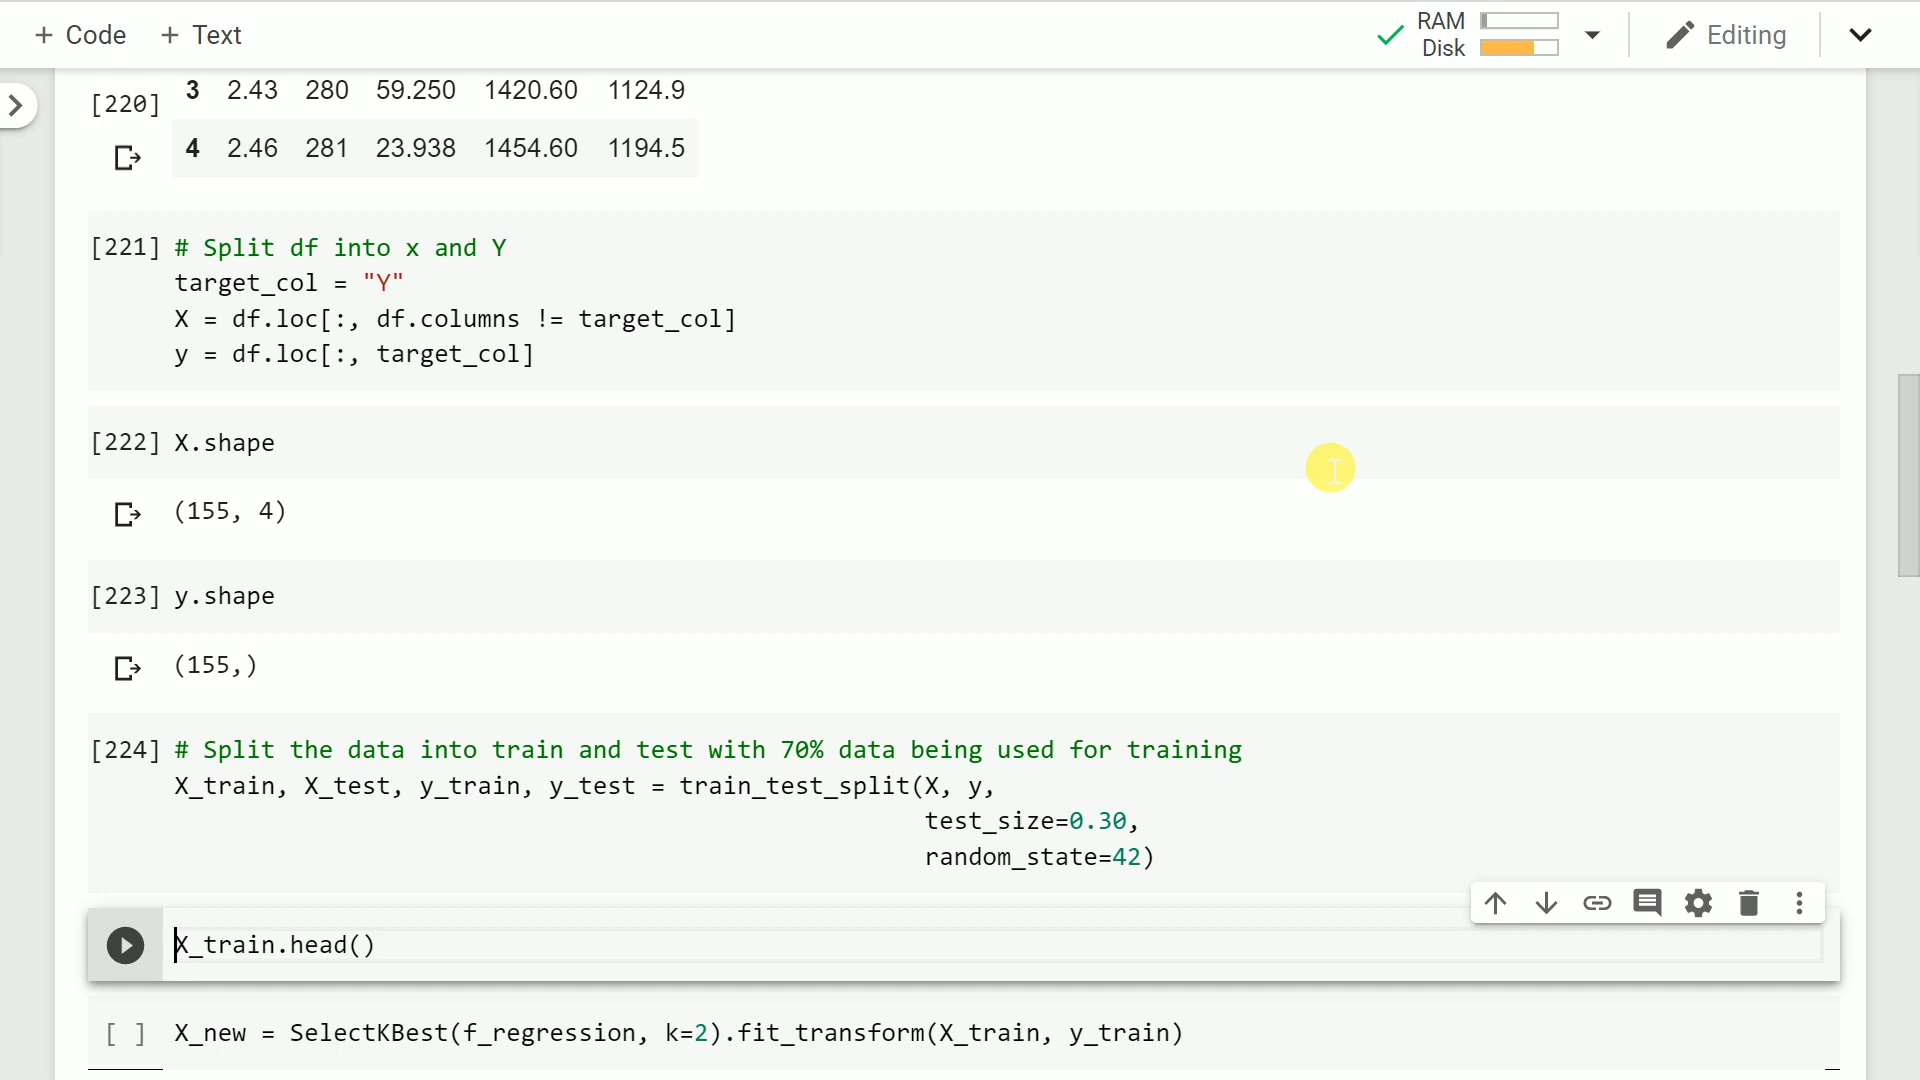 + Code + Text RAM Disk Editing
[220] 3 2.43 280 59.250 1420.60 1124.9
4 2.46 281 23.938 1454.60 1194.5
[221] # Split df into x and Y
target_col = "Y"
X = df.loc[:, df.columns != target_col]
y = df.loc[:, target_col]
[222] X.shape
(155, 4)
[223] y.shape
(155,)
[224] # Split the data into train and test with 70% data being used for training
X_train, X_test, y_train, y_test = train_test_split(X, y,
test_size=0.30,
random_state=42)
X_train.head()
[ ] X_new = SelectKBest(f_regression, k=2).fit_transform(X_train, y_train)